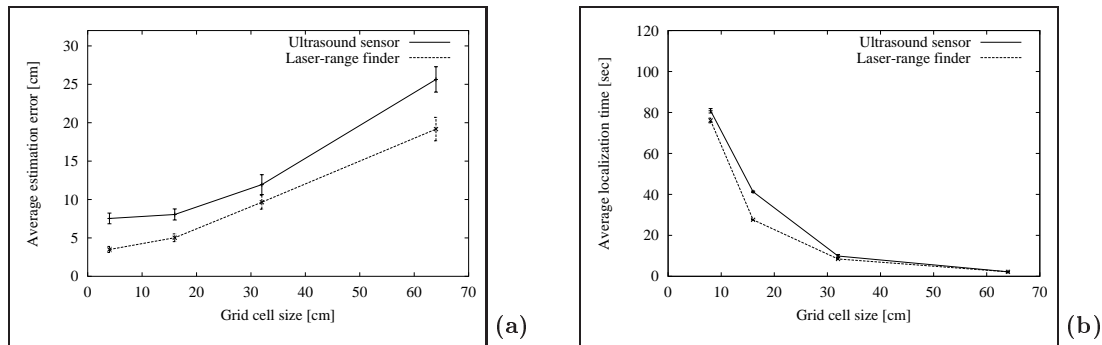 30
25
20
15
10
5
0
0 10 20 30 40 50 60 70
Average estimation error [cm]
Grid cell size [cm]
Ultrasound sensor
Laser-range finder
(a)
120
100
80
60
40
20
0
0 10 20 30 40 50 60 70
Average localization time [sec]
Grid cell size [cm]
Ultrasound sensor
Laser-range finder
(b)